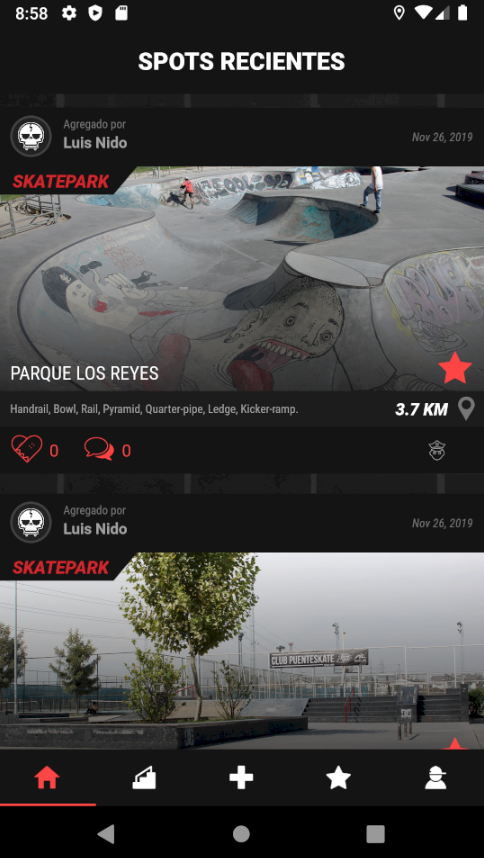 8:58
SPOTS RECIENTES
Agregado por
Luis Nido
Nov 26, 2019
SKATEPARK
PARQUE LOS REYES
Handrail, Bowl, Rail, Pyramid, Quarter-pipe, Ledge, Kicker-ramp.
3.7 KM
0
0
Agregado por
Luis Nido
Nov 26, 2019
SKATEPARK
CLUB PUENTESKATE